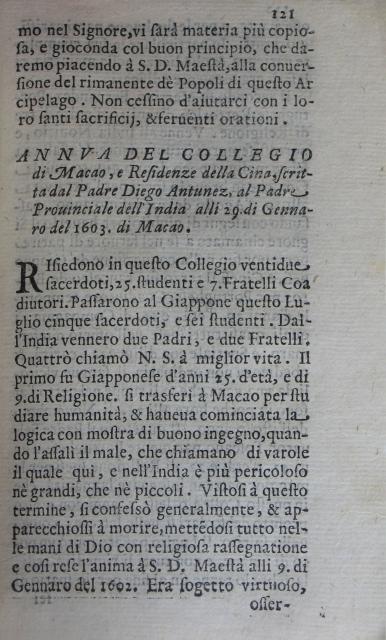 121
mo nel Signore,vi sarà materia più copio-
sa, e gioconda col buon principio, che da-
remo piacendo à S. D. Maestà,alla conuer-
sione del rimanente dè Popoli di questo Ar
cipelago . Non cessino d'aiutarci con i lo-
ro santi sacrificij, &feruenti orationi .
ANNVA DEL COLLEGIO
di Macao, e Residenze della Cina,scrit-
ta dal Padre Diego Antunez, al Padre
Prouinciale dell'India alli 29.di Genna-
ro del 1603. di Macao.
RIsiedono in questo Collegio ventidue
sacerdoti,25.studenti e 7.Fratelli Coa
diutori.Passarono al Giappone questo Lu-
glio cinque sacerdoti, e sei studenti . Dal-
l'India vennero due Padri, e due Fratelli.
Quattro chiamò N. S. à miglior vita . Il
primo fu Giapponese d'anni 25. d'età, e di
9.di Religione. si trasferì à Macao per stu
diare humanità, & haueua cominciata la
logica con mostra di buono ingegno,quan-
do l'assalì il male, che chiamano di varole
il quale quì, e nell'India è più pericoloso
nè grandi, che nè piccoli . Vistosi à questo
termine, si confessò generalmente, & ap-
parecchiossi à morire,mettẽdosi tutto nel-
le mani di Dio con religiosa rassegnatione
e così rese l'anima à S. D. Maestà alli 9. di
Gennaro del 1602. Era sogetto virtuoso,
osser-